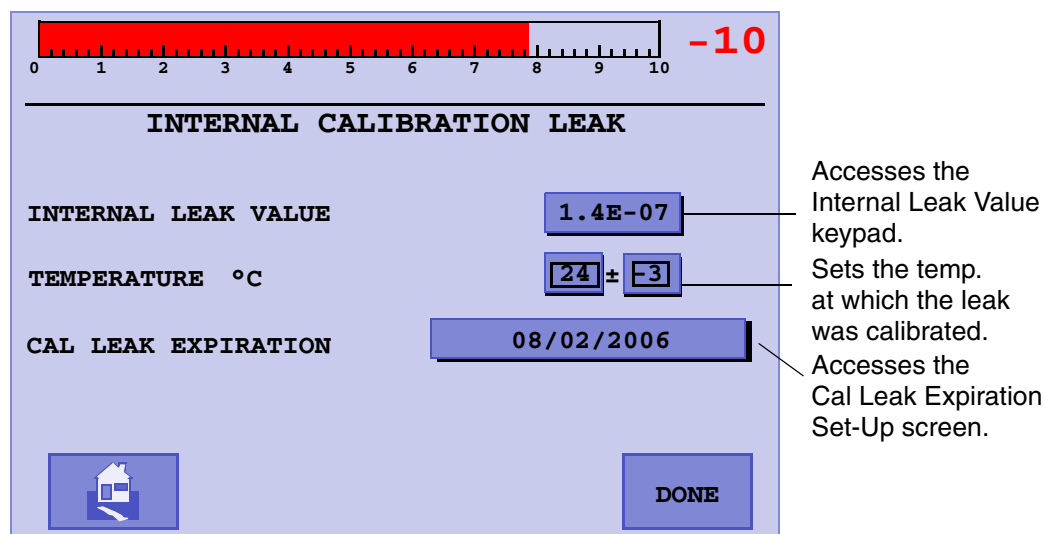 -10
0 1 2 3 4 5 6 7 8 9 10
INTERNAL CALIBRATION LEAK
INTERNAL LEAK VALUE 1.4E-07
TEMPERATURE °C 24 ± -3
CAL LEAK EXPIRATION 08/02/2006
DONE
Accesses the
Internal Leak Value
keypad.
Sets the temp.
at which the leak
was calibrated.
Accesses the
Cal Leak Expiration
Set-Up screen.